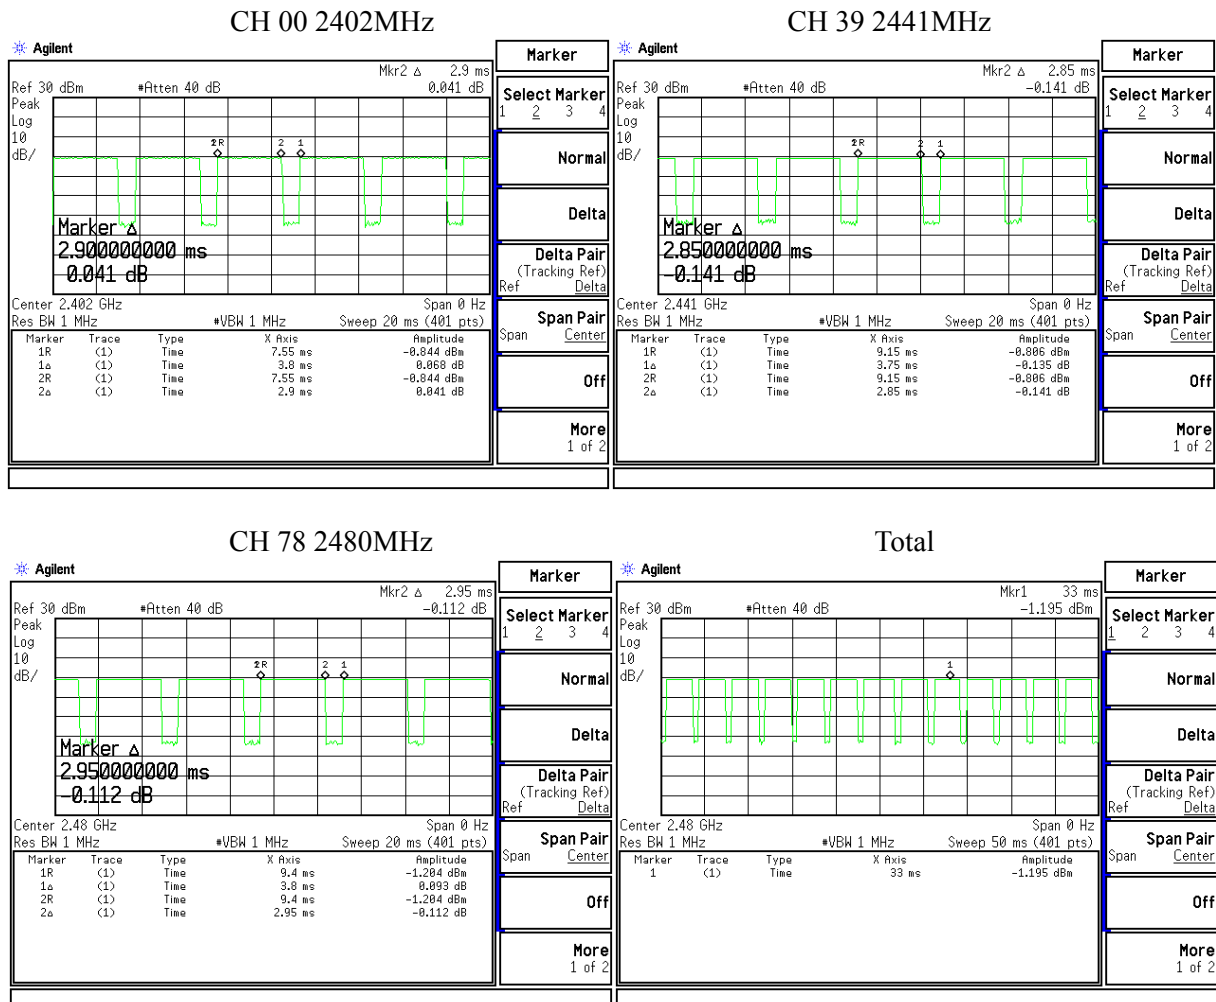 CH 00 2402MHz
Agilent
Mkr2 Δ 2.9 ms
Ref 30 dBm #Atten 40 dB 0.041 dB
Peak
Log
10
dB/
1R 2R 2 1
Marker Δ
2.900000000 ms
0.041 dB
Center 2.402 GHz Span 0 Hz
Res BW 1 MHz #VBW 1 MHz Sweep 20 ms (401 pts)
Marker Trace Type X Axis Amplitude
1R (1) Time 7.55 ms -0.844 dBm
1Δ (1) Time 3.8 ms 0.068 dB
2R (1) Time 7.55 ms -0.844 dBm
2Δ (1) Time 2.9 ms 0.041 dB
Marker
Select Marker
1 2 3 4
Normal
Delta
Delta Pair
(Tracking Ref)
Ref Delta
Span Pair
Span Center
Off
More
1 of 2
CH 39 2441MHz
Agilent
Mkr2 Δ 2.85 ms
Ref 30 dBm #Atten 40 dB -0.141 dB
Peak
Log
10
dB/
1R 2R 2 1
Marker Δ
2.850000000 ms
-0.141 dB
Center 2.441 GHz Span 0 Hz
Res BW 1 MHz #VBW 1 MHz Sweep 20 ms (401 pts)
Marker Trace Type X Axis Amplitude
1R (1) Time 9.15 ms -0.806 dBm
1Δ (1) Time 3.75 ms -0.135 dB
2R (1) Time 9.15 ms -0.806 dBm
2Δ (1) Time 2.85 ms -0.141 dB
Marker
Select Marker
1 2 3 4
Normal
Delta
Delta Pair
(Tracking Ref)
Ref Delta
Span Pair
Span Center
Off
More
1 of 2
CH 78 2480MHz
Agilent
Mkr2 Δ 2.95 ms
Ref 30 dBm #Atten 40 dB -0.112 dB
Peak
Log
10
dB/
1R 2R 2 1
Marker Δ
2.950000000 ms
-0.112 dB
Center 2.48 GHz Span 0 Hz
Res BW 1 MHz #VBW 1 MHz Sweep 20 ms (401 pts)
Marker Trace Type X Axis Amplitude
1R (1) Time 9.4 ms -1.204 dBm
1Δ (1) Time 3.8 ms 0.093 dB
2R (1) Time 9.4 ms -1.204 dBm
2Δ (1) Time 2.95 ms -0.112 dB
Marker
Select Marker
1 2 3 4
Normal
Delta
Delta Pair
(Tracking Ref)
Ref Delta
Span Pair
Span Center
Off
More
1 of 2
Total
Agilent
Mkr1 33 ms
Ref 30 dBm #Atten 40 dB -1.195 dBm
Peak
Log
10
dB/
1
Center 2.48 GHz Span 0 Hz
Res BW 1 MHz #VBW 1 MHz Sweep 50 ms (401 pts)
Marker Trace Type X Axis Amplitude
1 (1) Time 33 ms -1.195 dBm
Marker
Select Marker
1 2 3 4
Normal
Delta
Delta Pair
(Tracking Ref)
Ref Delta
Span Pair
Span Center
Off
More
1 of 2